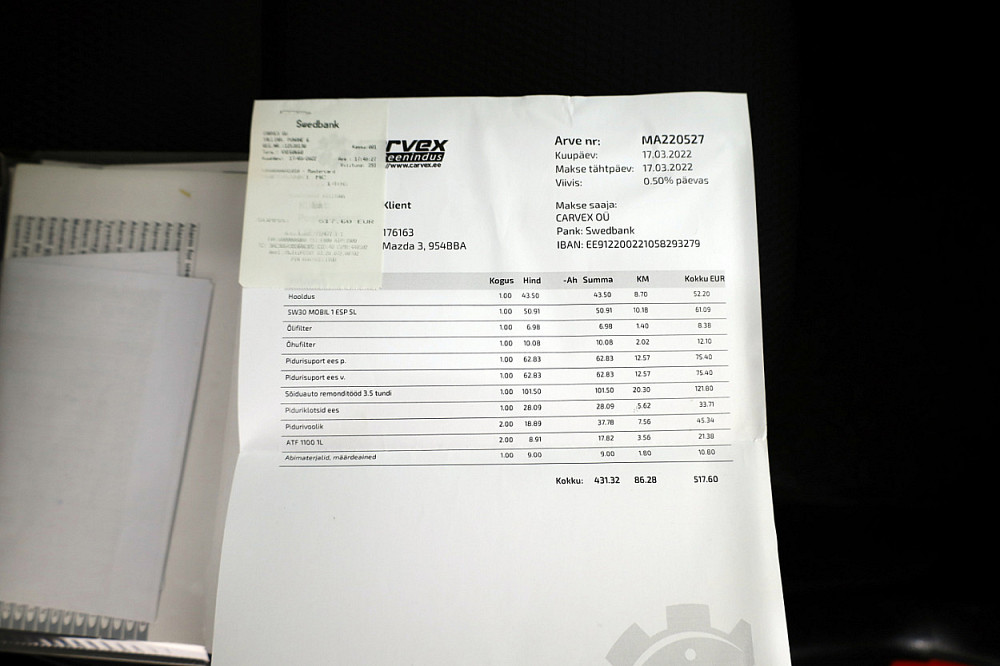 Swedbank
CARVEX OÜ
617.60 EUR
rvex
eenindus
/www.carvex.ee
Klient
176163
Mazda 3, 954BBA
Arve nr: MA220527
Kuupäev: 17.03.2022
Makse tähtpäev: 17.03.2022
Viivis: 0.50% päevas
Makse saaja:
CARVEX OÜ
Pank: Swedbank
IBAN: EE912200221058293279
Kogus Hind -Ah Summa KM Kokku EUR
Hooldus 1.00 43.50 43.50 8.70 52.20
5W30 MOBIL 1 ESP 5L 1.00 50.91 50.91 10.18 61.09
Õlifilter 1.00 6.98 6.98 1.40 8.38
Õhufilter 1.00 10.08 10.08 2.02 12.10
Pidurisuport ees p. 1.00 62.83 62.83 12.57 75.40
Pidurisuport ees v. 1.00 62.83 62.83 12.57 75.40
Sõiduauto remonditööd 3.5 tundi 1.00 101.50 101.50 20.30 121.80
Piduriklotsid ees 1.00 28.09 28.09 5.62 33.71
Pidurivoolik 2.00 18.89 37.78 7.56 45.34
ATF 1100 1L 2.00 8.91 17.82 3.56 21.38
Abimaterjalid, määrdeained 1.00 9.00 9.00 1.80 10.80
Kokku: 431.32 86.28 517.60